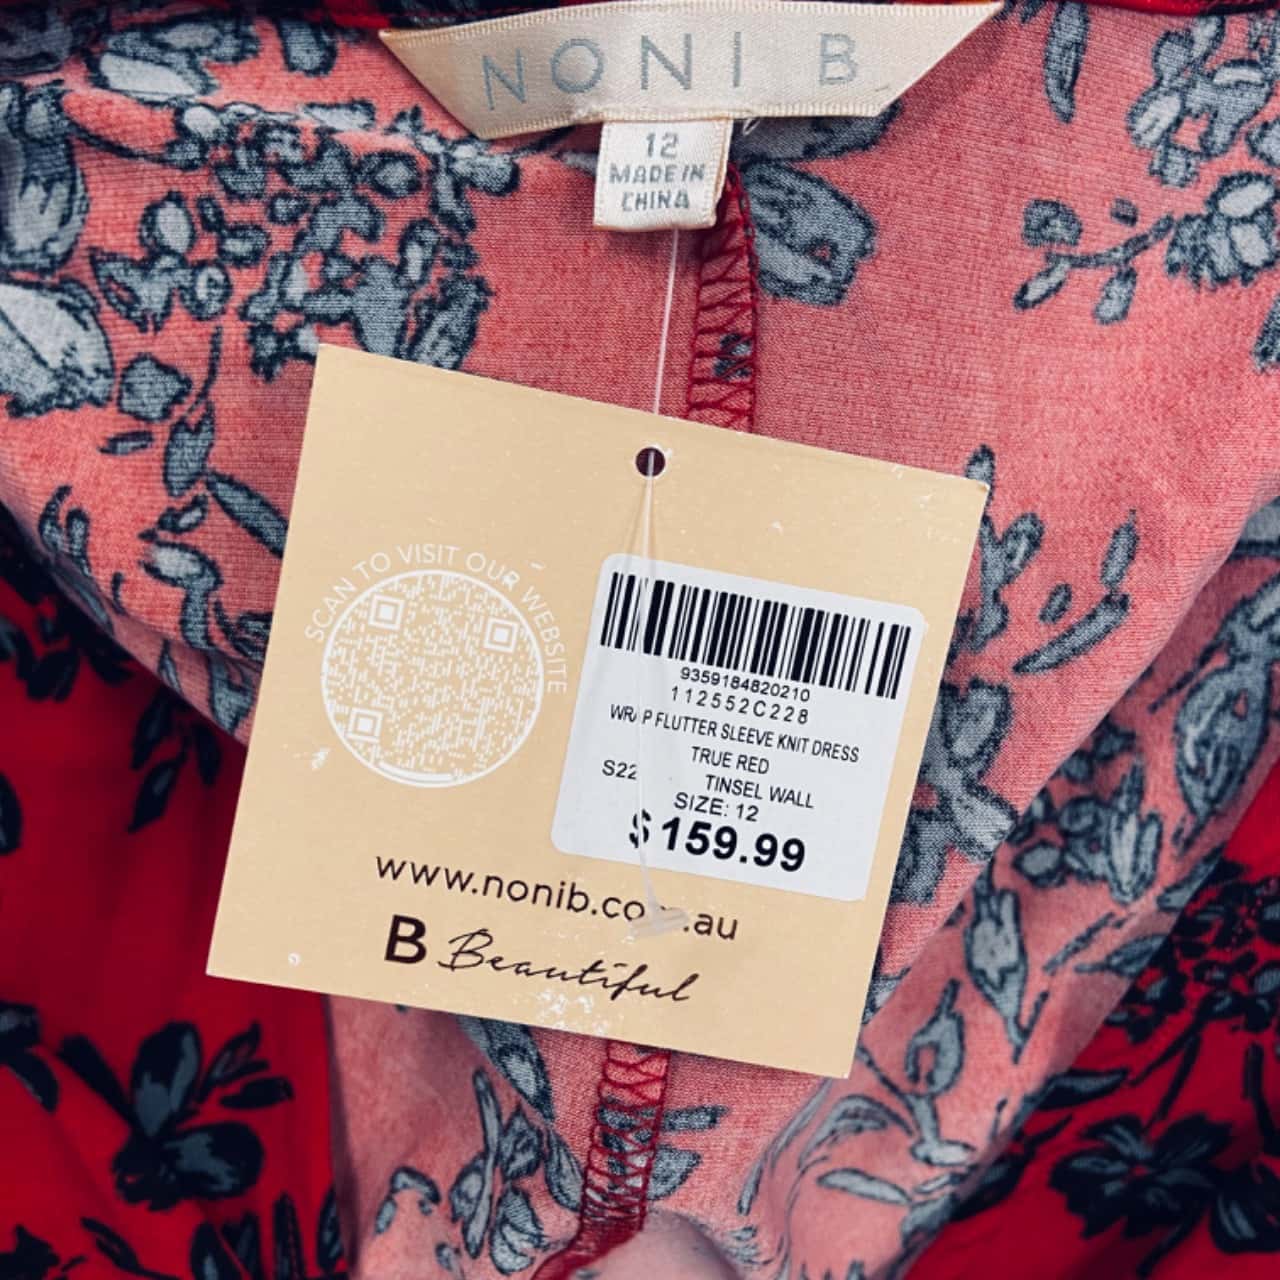 NONI B
12
MADE IN
CHINA
SCAN TO VISIT OUR WEBSITE
9359184820210
112552C228
WRAP FLUTTER SLEEVE KNIT DRESS
TRUE RED
S22 TINSEL WALL
SIZE: 12
$159.99
www.nonib.com.au
B Beautiful